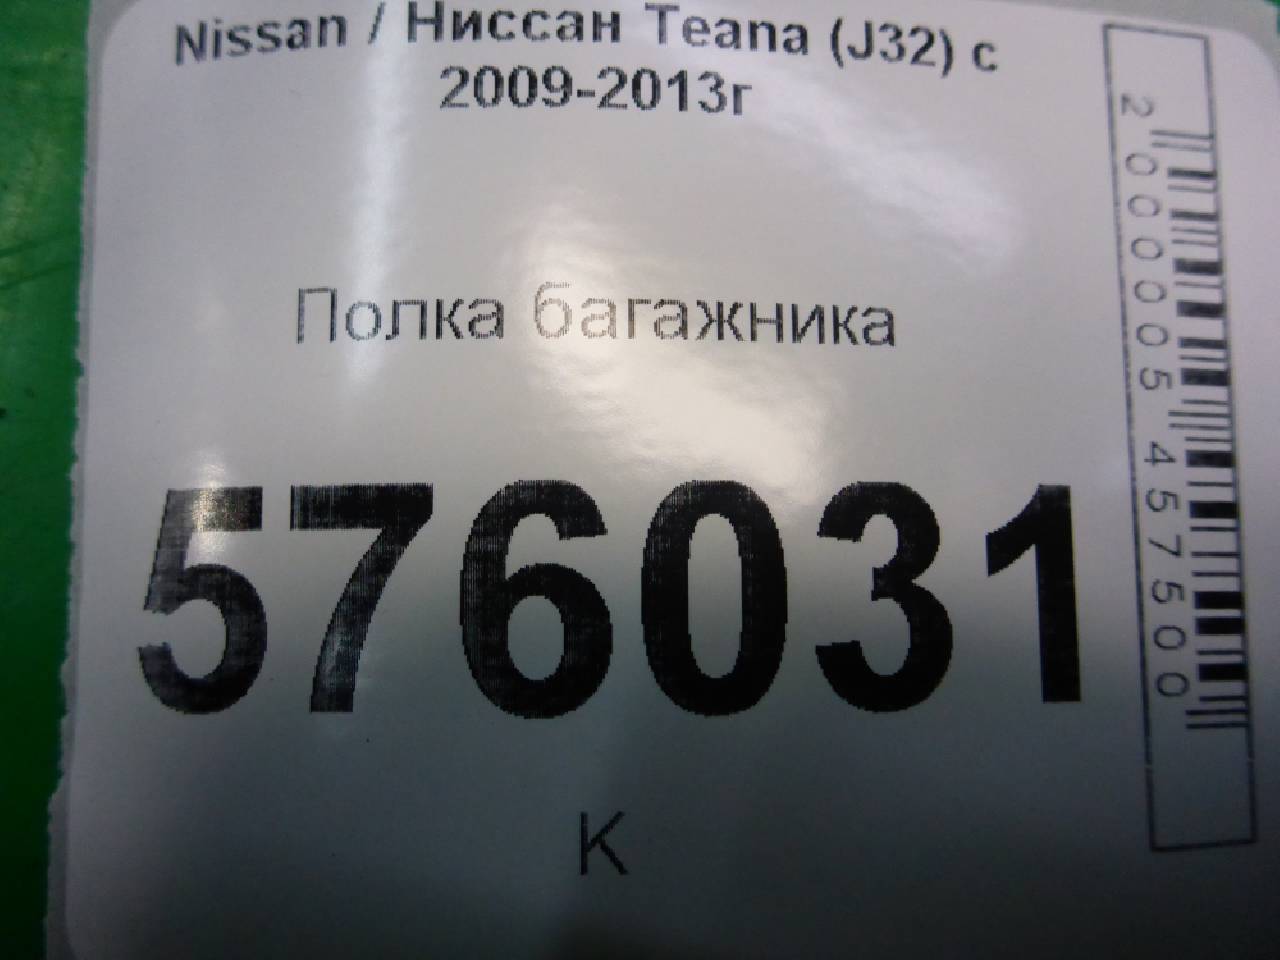 Nissan / Ниссан Teana (J32) с
2009-2013г
Полка багажника
576031
К
2000005457500